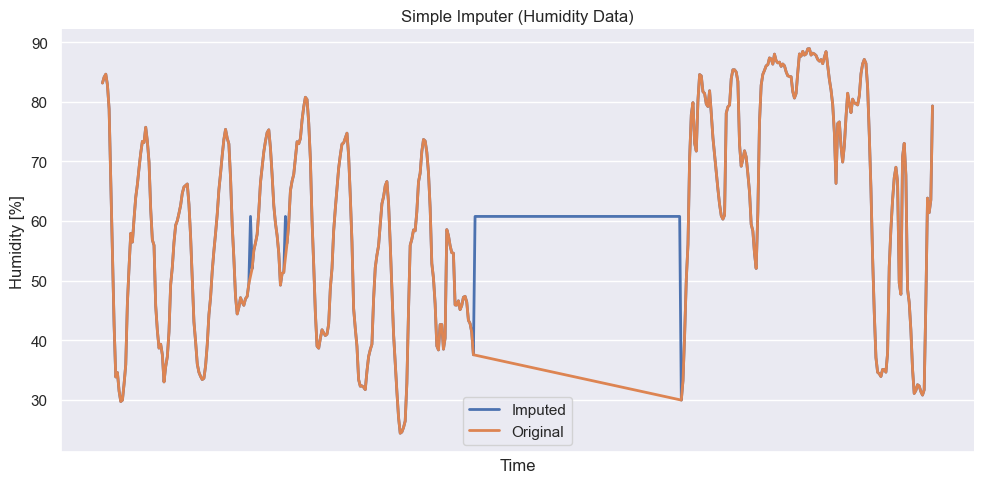 Simple Imputer (Humidity Data)
90
80
70
60
50
40
30
Humidity [%]
Imputed
Original
Time